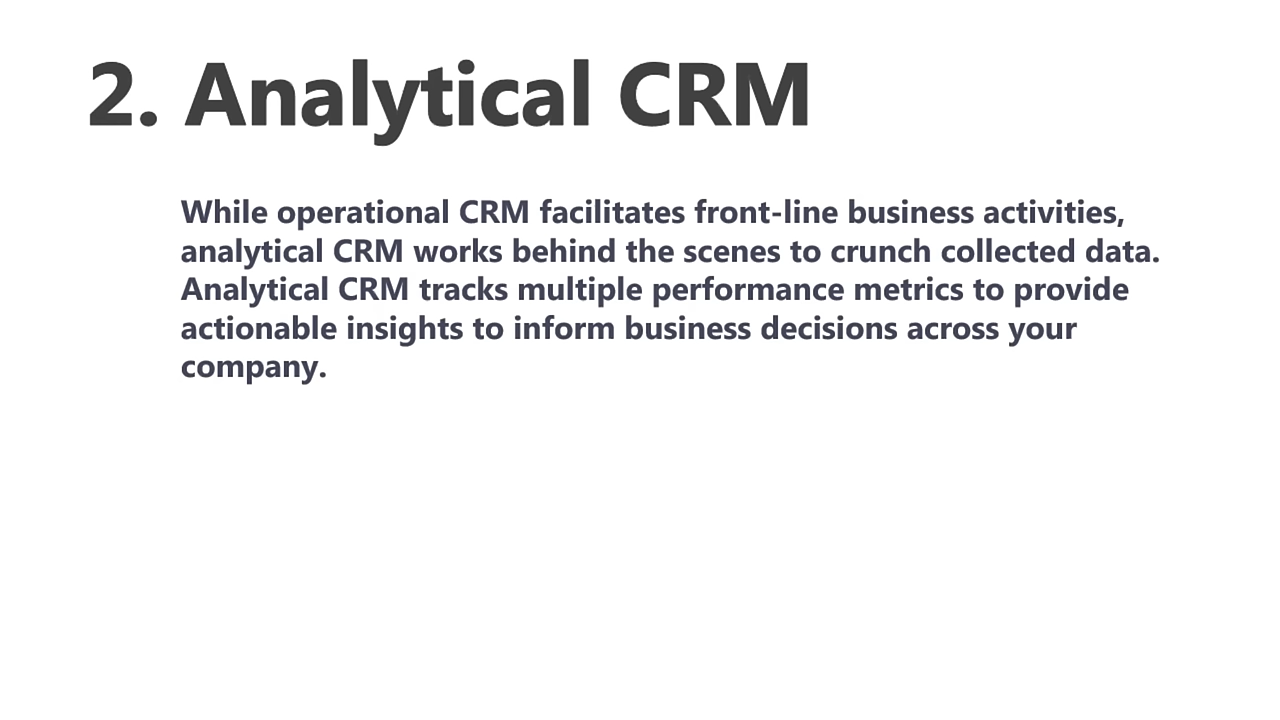 2. Analytical CRM
While operational CRM facilitates front-line business activities,
analytical CRM works behind the scenes to crunch collected data.
Analytical CRM tracks multiple performance metrics to provide
actionable insights to inform business decisions across your
company.